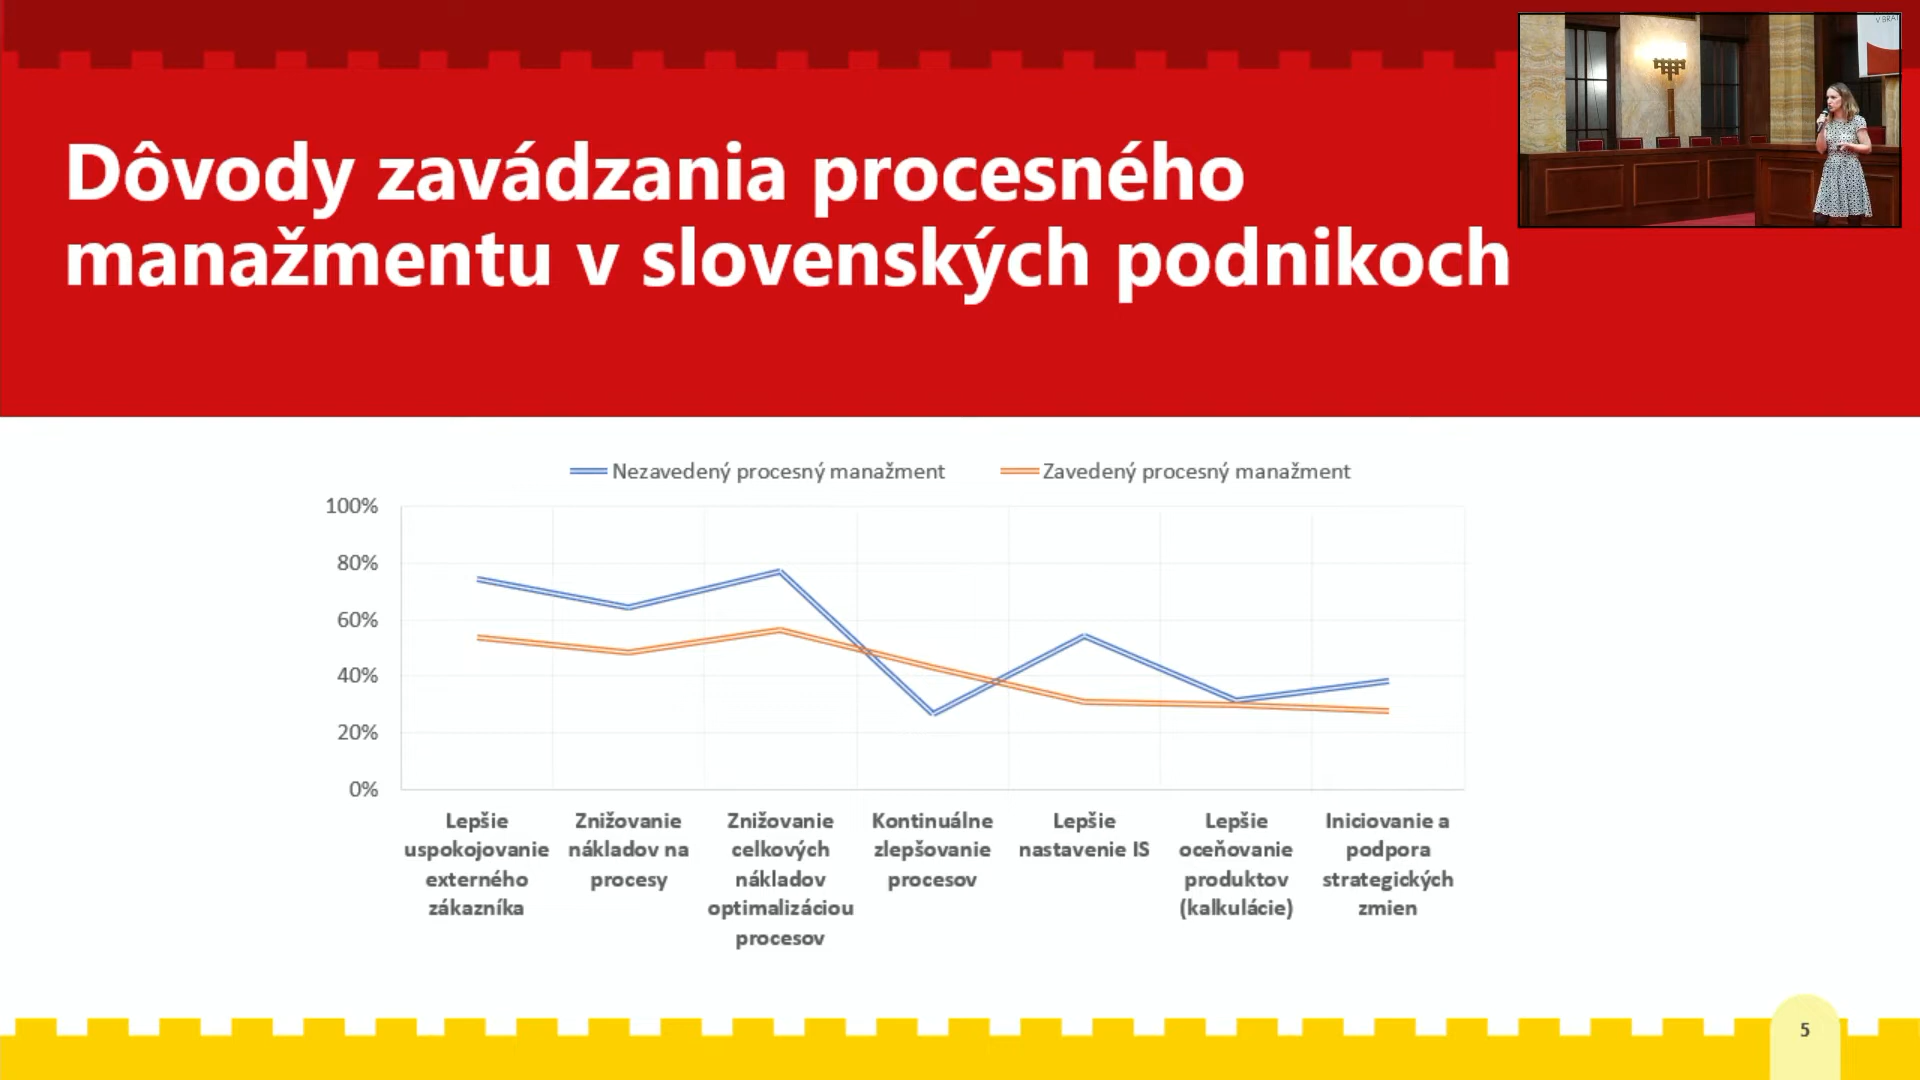 Dôvody zavádzania procesného
manažmentu v slovenských podnikoch
Nezavedený procesný manažment
Zavedený procesný manažment
100%
80%
60%
40%
20%
0%
Lepšie
uspokojovanie
externého
zákazníka
Znižovanie
nákladov na
procesy
Znižovanie
celkových
nákladov
optimalizáciou
procesov
Kontinuálne
zlepšovanie
procesov
Lepšie
nastavenie IS
Lepšie
oceňovanie
produktov
(kalkulácie)
Iniciovanie a
podpora
strategických
zmien
5